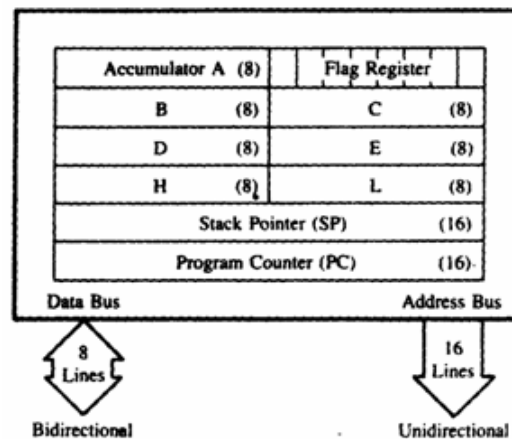 Accumulator A (8) Flag Register
B (8) C (8)
D (8) E (8)
H (8) L (8)
Stack Pointer (SP) (16)
Program Counter (PC) (16)
Data Bus Address Bus
8 Lines
16 Lines
Bidirectional Unidirectional